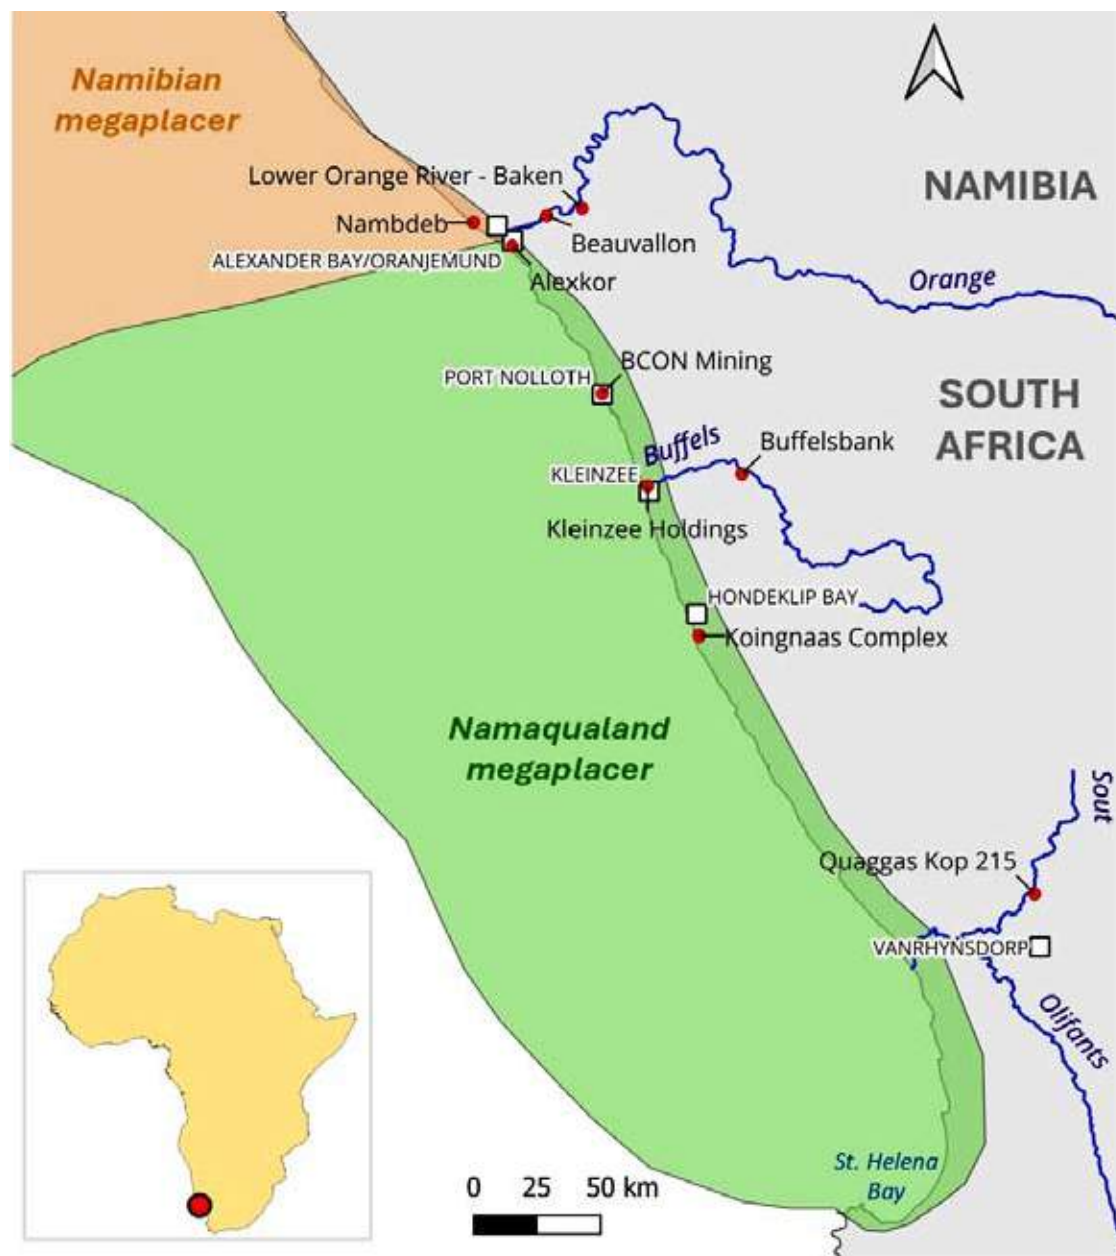 Namibian
megaplacer
NAMIBIA
Lower Orange River - Baken
Nambdeb
Beauvallon
ALEXANDER BAY/ORANJEMUND
Alexkor
Orange
BCON Mining
PORT NOLLOTH
SOUTH
AFRICA
Buffels
Buffelsbank
KLEINZEE
Kleinzee Holdings
HONDEKLIP BAY
Koingnaas Complex
Namaqualand
megaplacer
Sout
Quaggas Kop 215
VANRHYNSDORP
Olifants
St. Helena
Bay
0 25 50 km